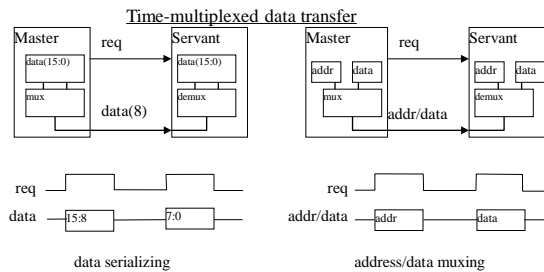 Time-multiplexed data transfer
Master req Servant
data(15:0) data(15:0)
mux demux
data(8)
req
data 15:8 7:0
data serializing
Master req Servant
addr data addr data
mux demux
addr/data
req
addr/data addr data
address/data muxing